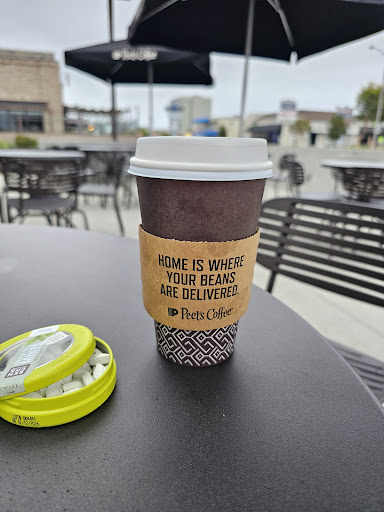 HOME IS WHERE
YOUR BEANS
ARE DELIVERED.
Peet's Coffee